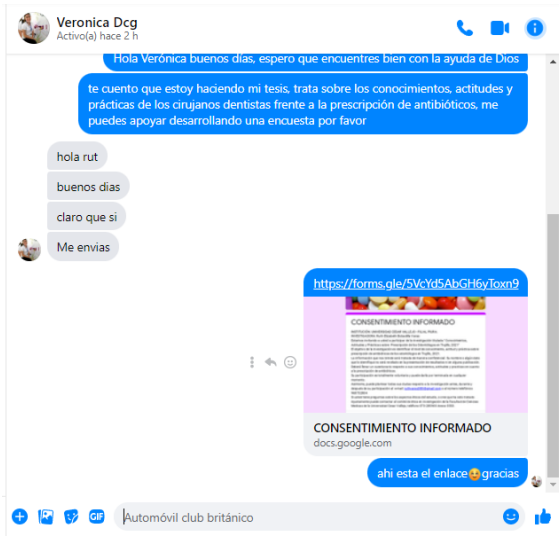 Veronica Dcg
Activo(a) hace 2 h
Hola Verónica buenos días, espero que encuentres bien con la ayuda de Dios
te cuento que estoy haciendo mi tesis, trata sobre los conocimientos, actitudes y
prácticas de los cirujanos dentistas frente a la prescripción de antibióticos, me
puedes apoyar desarrollando una encuesta por favor
hola rut
buenos dias
claro que si
Me envias
https://forms.gle/5VcYd5AbGH6yToxn9
CONSENTIMIENTO INFORMADO
CONSENTIMIENTO INFORMADO
docs.google.com
ahi esta el enlace😉gracias
GIF
Automóvil club británico